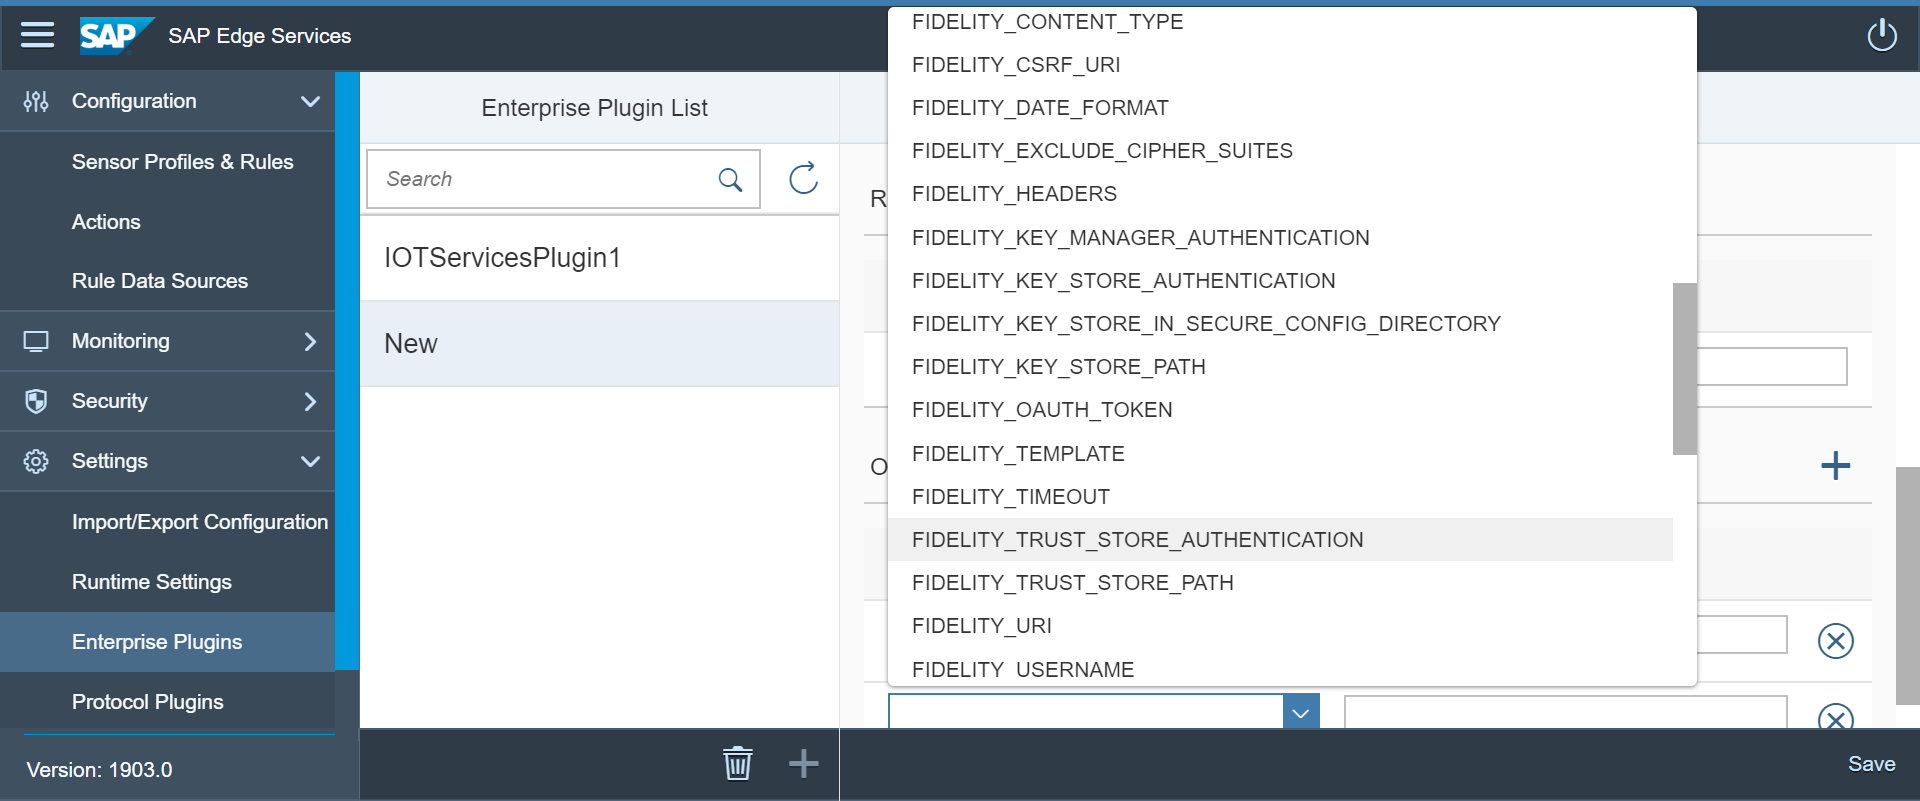 SAP SAP Edge Services
Configuration
Sensor Profiles & Rules
Actions
Rule Data Sources
Monitoring
Security
Settings
Import/Export Configuration
Runtime Settings
Enterprise Plugins
Protocol Plugins
Version: 1903.0
Enterprise Plugin List
Search
IOTServicesPlugin1
New
R
O
FIDELITY_CONTENT_TYPE
FIDELITY_CSRF_URI
FIDELITY_DATE_FORMAT
FIDELITY_EXCLUDE_CIPHER_SUITES
FIDELITY_HEADERS
FIDELITY_KEY_MANAGER_AUTHENTICATION
FIDELITY_KEY_STORE_AUTHENTICATION
FIDELITY_KEY_STORE_IN_SECURE_CONFIG_DIRECTORY
FIDELITY_KEY_STORE_PATH
FIDELITY_OAUTH_TOKEN
FIDELITY_TEMPLATE
FIDELITY_TIMEOUT
FIDELITY_TRUST_STORE_AUTHENTICATION
FIDELITY_TRUST_STORE_PATH
FIDELITY_URI
FIDELITY_USERNAME
Save